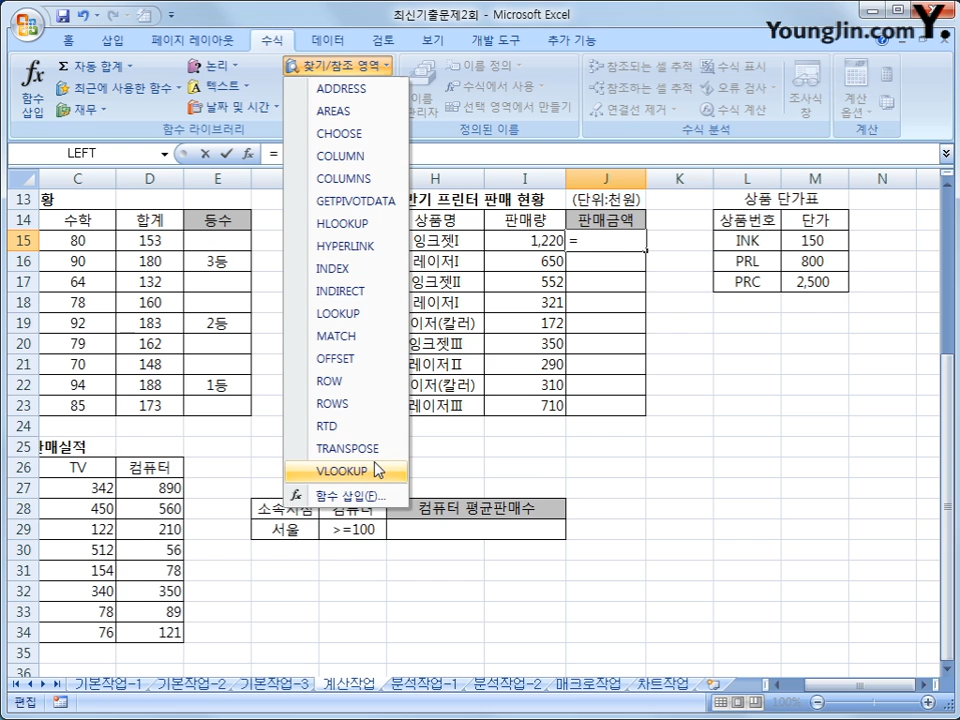 최신기출문제2회 - Microsoft Excel
YoungJin.com Y.
홈 삽입 페이지 레이아웃 수식 데이터 검토 보기 개발 도구 추가 기능
fx 함수 삽입
Σ 자동 합계
최근에 사용한 함수
재무
논리
텍스트
날짜 및 시간
찾기/참조 영역
함수 라이브러리
이름 정의
수식에서 사용
선택 영역에서 만들기
정의된 이름
참조되는 셀 추적
참조하는 셀 추적
연결선 제거
수식 표시
오류 검사
수식 계산
수식 분석
조사식 창
계산 옵션
계산
LEFT fx =
ADDRESS
AREAS
CHOOSE
COLUMN
COLUMNS
GETPIVOTDATA
HLOOKUP
HYPERLINK
INDEX
INDIRECT
LOOKUP
MATCH
OFFSET
ROW
ROWS
RTD
TRANSPOSE
VLOOKUP
fx 함수 삽입(F)...
C D E H I J K L M N
13 황 반기 프린터 판매 현황 (단위:천원) 상품 단가표
14 수학 합계 등수 상품명 판매량 판매금액 상품번호 단가
15 80 153 잉크젯I 1,220 = INK 150
16 90 180 3등 레이저I 650 PRL 800
17 64 132 잉크젯II 552 PRC 2,500
18 78 160 레이저I 321
19 92 183 2등 이저(칼러) 172
20 79 162 잉크젯III 350
21 70 148 레이저II 290
22 94 188 1등 이저(칼러) 310
23 85 173 레이저III 710
24
25 판매실적
26 TV 컴퓨터
27 342 890
28 450 560 소속지점 컴퓨터 컴퓨터 평균판매수
29 122 210 서울 >=100
30 512 56
31 154 78
32 340 350
33 78 89
34 76 121
35
36
기본작업-1 기본작업-2 기본작업-3 계산작업 분석작업-1 분석작업-2 매크로작업 차트작업
편집 100%